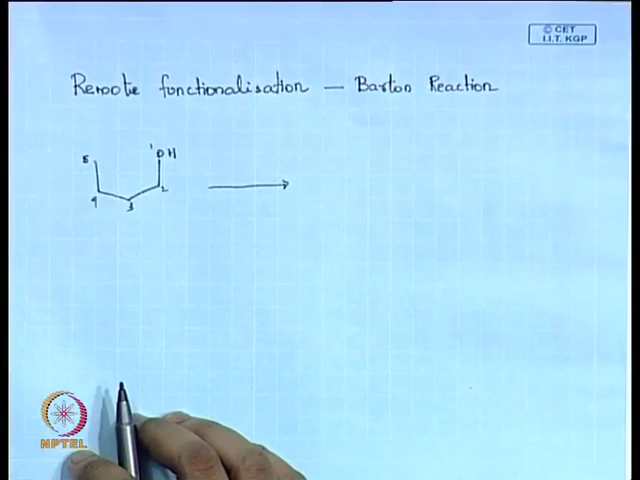 © CET
I.I.T. KGP
Remote functionalisation — Barton Reaction
5
1
OH
4
3
2
NPTEL